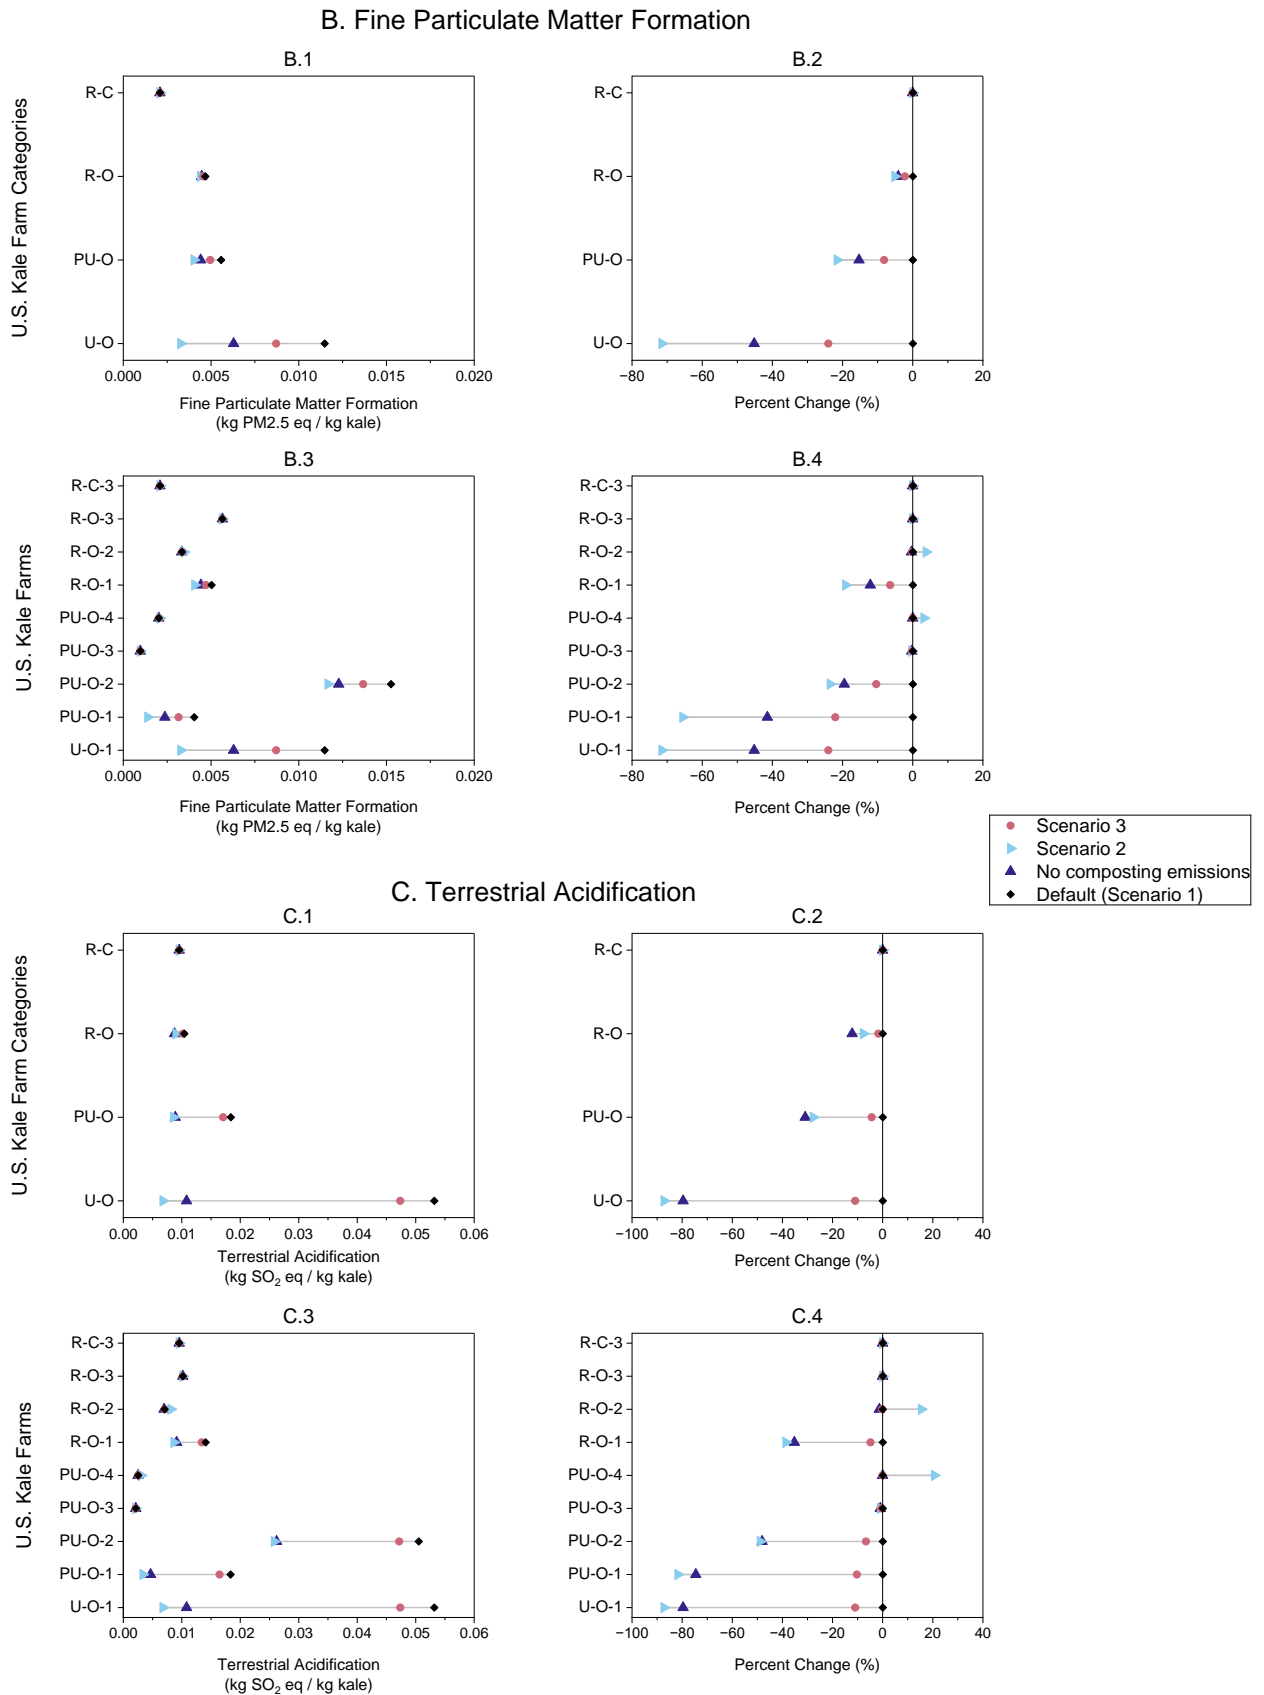 B. Fine Particulate Matter Formation
B.1
U.S. Kale Farm Categories
R-C
R-O
PU-O
U-O
0.000 0.005 0.010 0.015 0.020
Fine Particulate Matter Formation
(kg PM2.5 eq / kg kale)
B.2
R-C
R-O
PU-O
U-O
−80 −60 −40 −20 0 20
Percent Change (%)
B.3
U.S. Kale Farms
R-C-3
R-O-3
R-O-2
R-O-1
PU-O-4
PU-O-3
PU-O-2
PU-O-1
U-O-1
0.000 0.005 0.010 0.015 0.020
Fine Particulate Matter Formation
(kg PM2.5 eq / kg kale)
B.4
R-C-3
R-O-3
R-O-2
R-O-1
PU-O-4
PU-O-3
PU-O-2
PU-O-1
U-O-1
−80 −60 −40 −20 0 20
Percent Change (%)
Scenario 3
Scenario 2
No composting emissions
Default (Scenario 1)
C. Terrestrial Acidification
C.1
U.S. Kale Farm Categories
R-C
R-O
PU-O
U-O
0.00 0.01 0.02 0.03 0.04 0.05 0.06
Terrestrial Acidification
(kg SO₂ eq / kg kale)
C.2
R-C
R-O
PU-O
U-O
−100 −80 −60 −40 −20 0 20 40
Percent Change (%)
C.3
U.S. Kale Farms
R-C-3
R-O-3
R-O-2
R-O-1
PU-O-4
PU-O-3
PU-O-2
PU-O-1
U-O-1
0.00 0.01 0.02 0.03 0.04 0.05 0.06
Terrestrial Acidification
(kg SO₂ eq / kg kale)
C.4
R-C-3
R-O-3
R-O-2
R-O-1
PU-O-4
PU-O-3
PU-O-2
PU-O-1
U-O-1
−100 −80 −60 −40 −20 0 20 40
Percent Change (%)